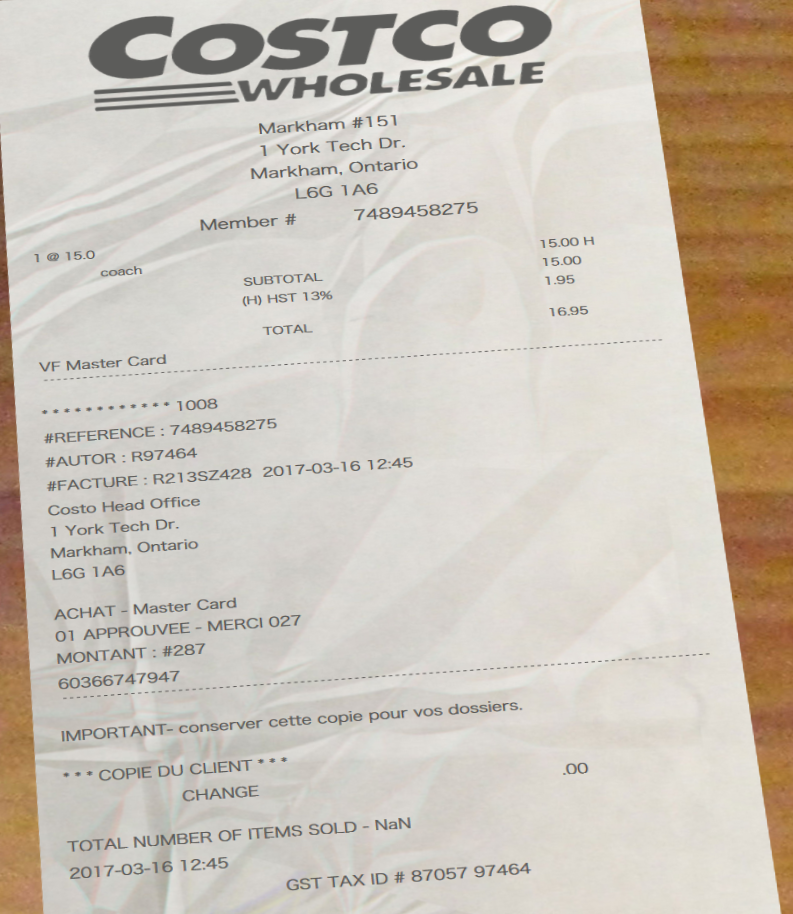 COSTCO
WHOLESALE
Markham #151
1 York Tech Dr.
Markham, Ontario
L6G 1A6
Member # 7489458275
1 @ 15.0 15.00 H
coach
SUBTOTAL 15.00
(H) HST 13% 1.95
TOTAL 16.95
VF Master Card
************ 1008
#REFERENCE : 7489458275
#AUTOR : R97464
#FACTURE : R213SZ428 2017-03-16 12:45
Costo Head Office
1 York Tech Dr.
Markham, Ontario
L6G 1A6
ACHAT - Master Card
01 APPROUVEE - MERCI 027
MONTANT : #287
60366747947
IMPORTANT- conserver cette copie pour vos dossiers.
*** COPIE DU CLIENT ***
CHANGE .00
TOTAL NUMBER OF ITEMS SOLD - NaN
2017-03-16 12:45
GST TAX ID # 87057 97464